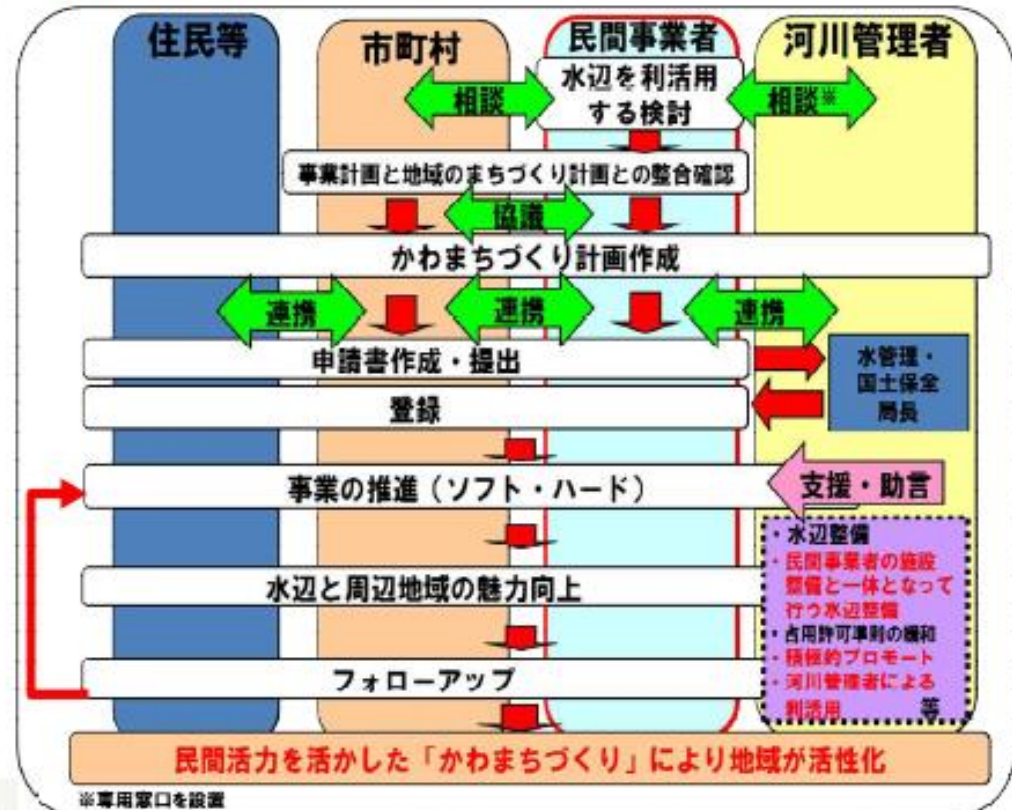 住民等
市町村
民間事業者
河川管理者
水辺を利活用
する検討
相談
相談※
事業計画と地域のまちづくり計画との整合確認
協議
かわまちづくり計画作成
連携
連携
連携
申請書作成・提出
水管理・
国土保全
局長
登録
事業の推進（ソフト・ハード）
支援・助言
・水辺整備
・民間事業者の施設
整備と一体となって
行う水辺整備
・占用許可準則の緩和
・積極的プロモート
・河川管理者による
利活用 等
水辺と周辺地域の魅力向上
フォローアップ
民間活力を活かした「かわまちづくり」により地域が活性化
※専用窓口を設置